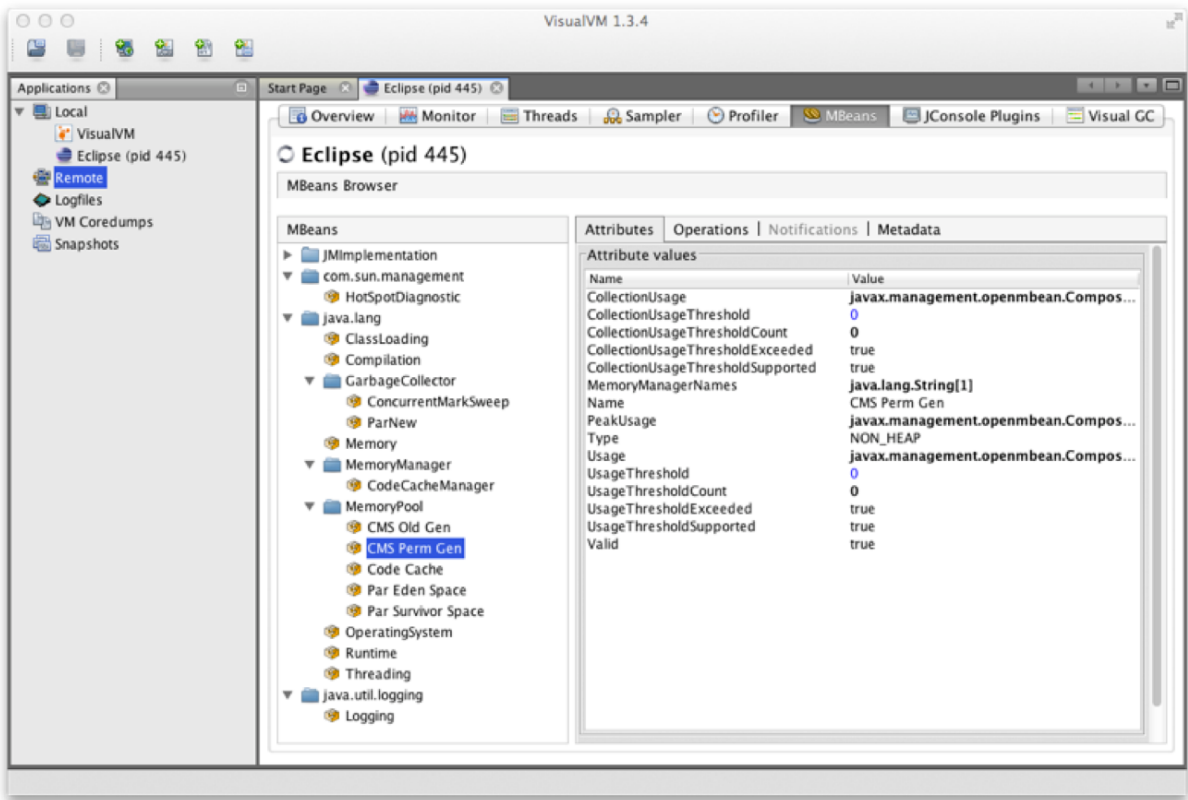 VisualVM 1.3.4
Applications
Local
VisualVM
Eclipse (pid 445)
Remote
Logfiles
VM Coredumps
Snapshots
Start Page Eclipse (pid 445)
Overview Monitor Threads Sampler Profiler MBeans JConsole Plugins Visual GC
Eclipse (pid 445)
MBeans Browser
MBeans
JMImplementation
com.sun.management
HotSpotDiagnostic
java.lang
ClassLoading
Compilation
GarbageCollector
ConcurrentMarkSweep
ParNew
Memory
MemoryManager
CodeCacheManager
MemoryPool
CMS Old Gen
CMS Perm Gen
Code Cache
Par Eden Space
Par Survivor Space
OperatingSystem
Runtime
Threading
java.util.logging
Logging
Attributes Operations Notifications Metadata
Attribute values
Name Value
CollectionUsage javax.management.openmbean.Compos...
CollectionUsageThreshold 0
CollectionUsageThresholdCount 0
CollectionUsageThresholdExceeded true
CollectionUsageThresholdSupported true
MemoryManagerNames java.lang.String[1]
Name CMS Perm Gen
PeakUsage javax.management.openmbean.Compos...
Type NON_HEAP
Usage javax.management.openmbean.Compos...
UsageThreshold 0
UsageThresholdCount 0
UsageThresholdExceeded true
UsageThresholdSupported true
Valid true